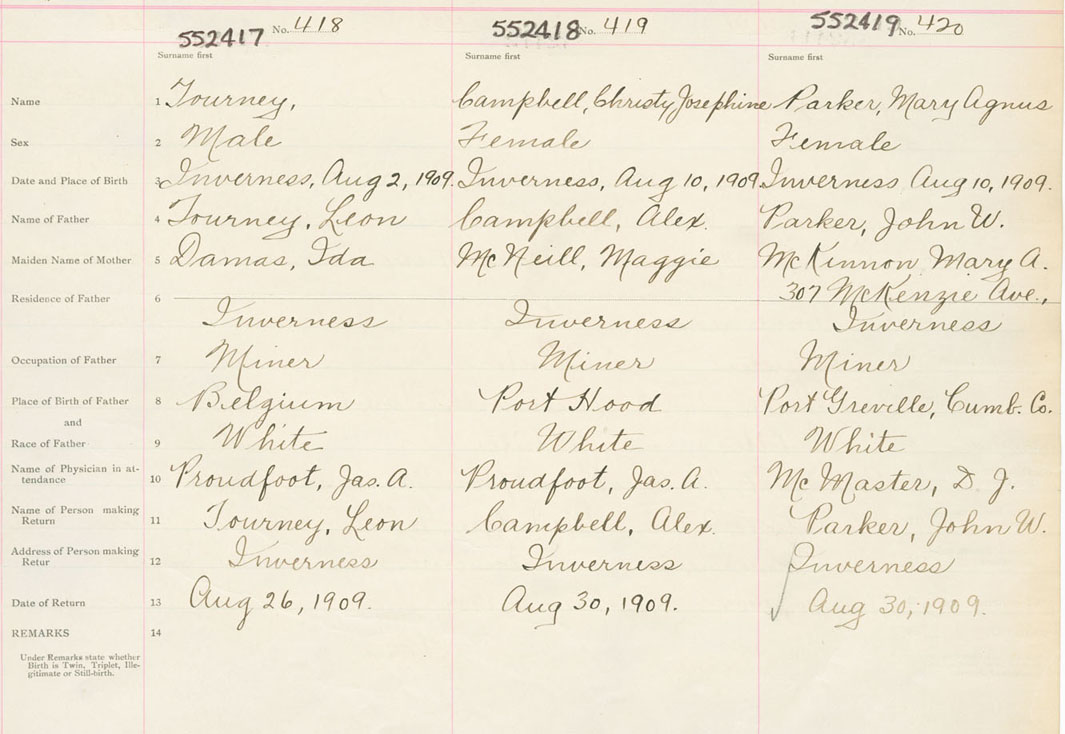 552417 No. 418 552418 No. 419 552419 No. 420
Surname first Surname first Surname first
Name 1 Tourney, Campbell, Christy Josephine Parker, Mary Agnus
Sex 2 Male Female Female
Date and Place of Birth 3 Inverness, Aug 2, 1909. Inverness, Aug 10, 1909. Inverness Aug 10, 1909.
Name of Father 4 Tourney, Leon Campbell, Alex. Parker, John W.
Maiden Name of Mother 5 Damas, Ida McNeill, Maggie McKinnon, Mary A.
Residence of Father 6 307 McKenzie Ave.,
Inverness Inverness Inverness
Occupation of Father 7 Miner Miner Miner
Place of Birth of Father 8 Belgium Port Hood Port Greville, Cumb. Co.
and
Race of Father 9 White White White
Name of Physician in at-
tendance 10 Proudfoot, Jas. A. Proudfoot, Jas. A. McMaster, D. J.
Name of Person making
Return 11 Tourney, Leon Campbell, Alex. Parker, John W.
Address of Person making
Retur 12 Inverness Inverness Inverness
Date of Return 13 Aug 26, 1909. Aug 30, 1909. Aug 30, 1909.
REMARKS 14
Under Remarks state whether
Birth is Twin, Triplet, Ille-
gitimate or Still-birth.